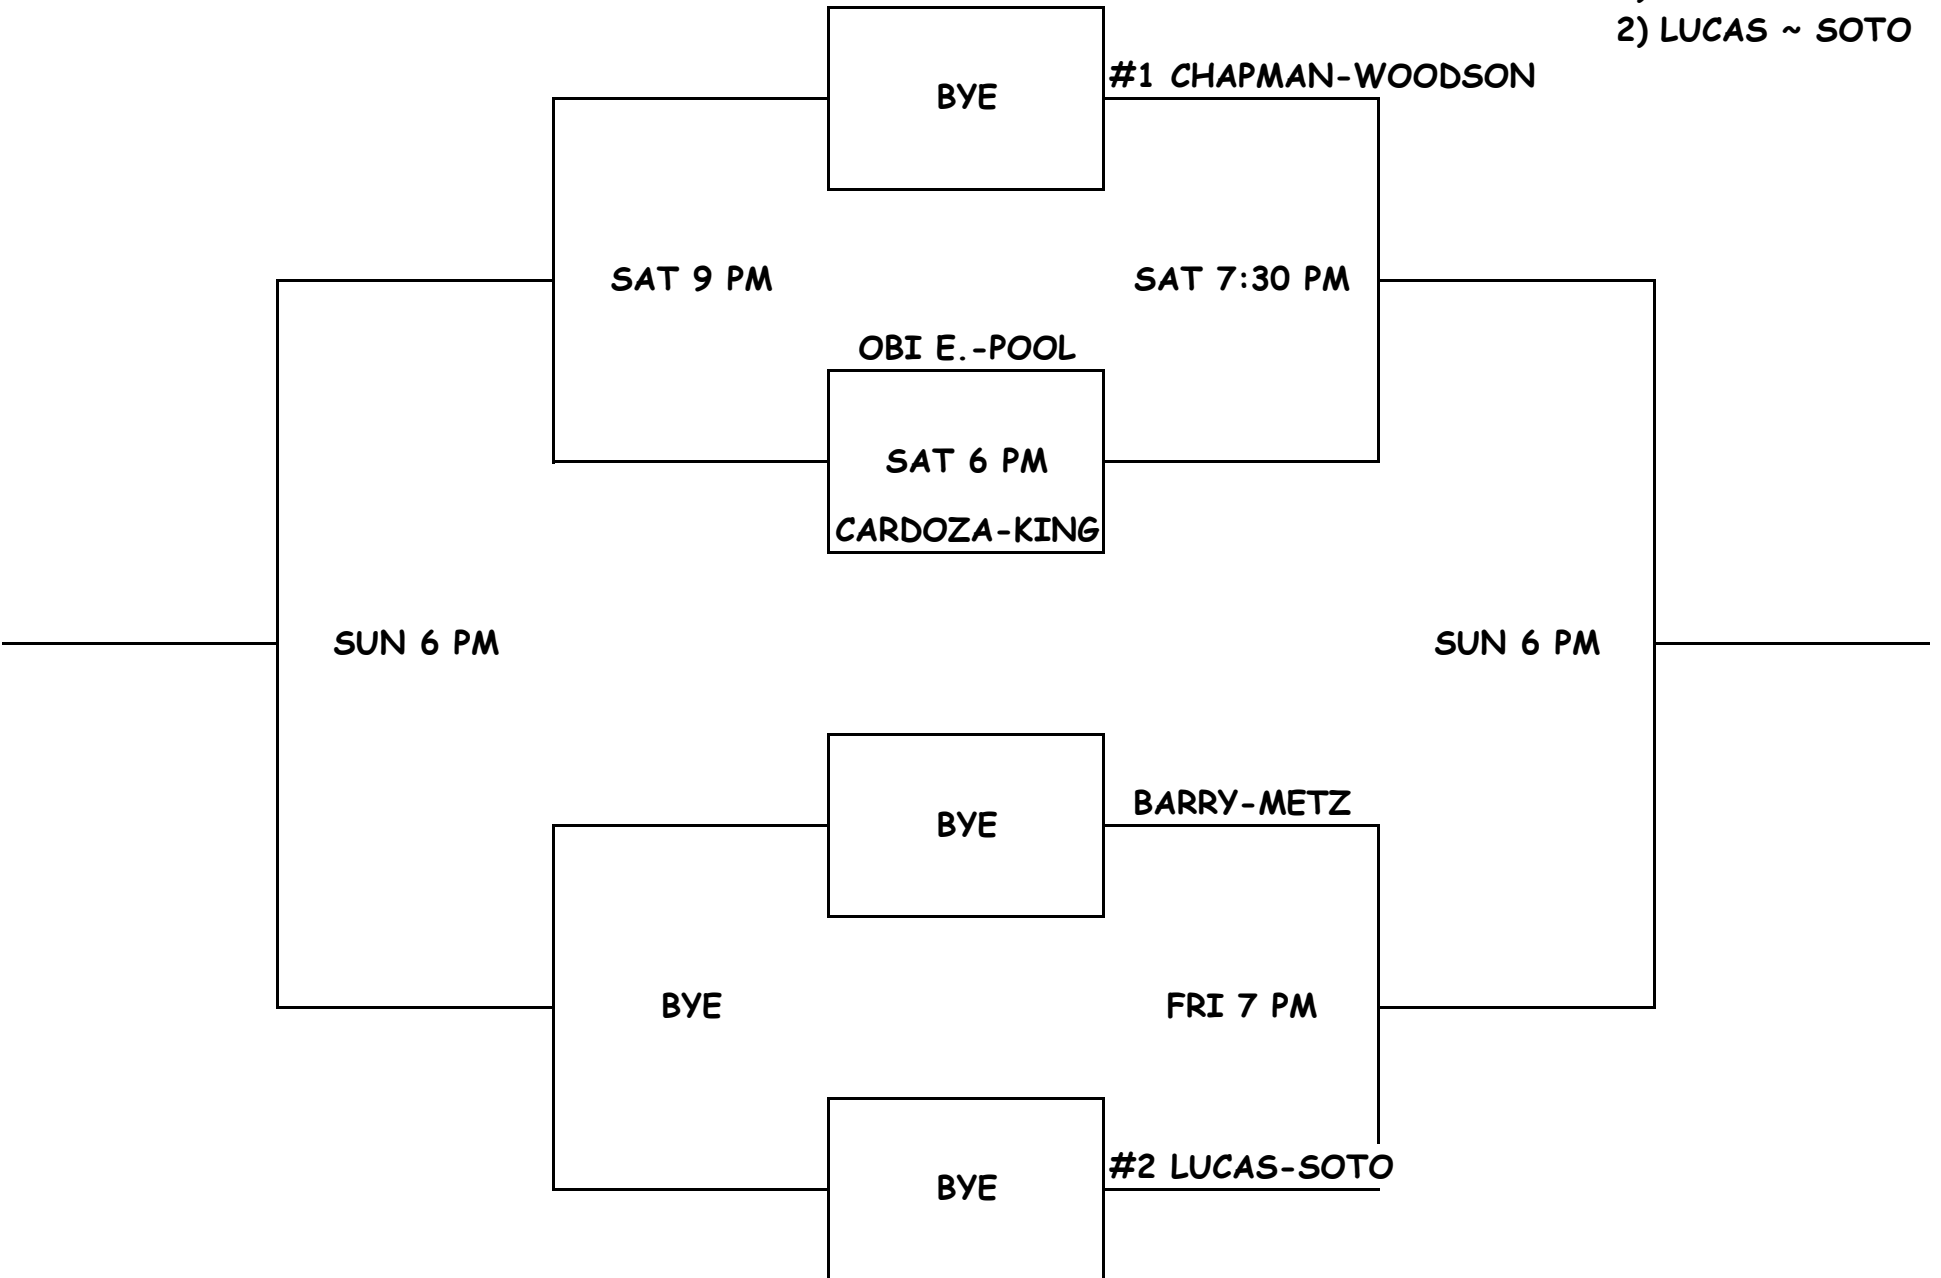 2) LUCAS ~ SOTO
#1 CHAPMAN-WOODSON
BYE
SAT 9 PM
SAT 7:30 PM
OBI E.-POOL
SAT 6 PM
CARDOZA-KING
SUN 6 PM
SUN 6 PM
BARRY-METZ
BYE
BYE
FRI 7 PM
#2 LUCAS-SOTO
BYE